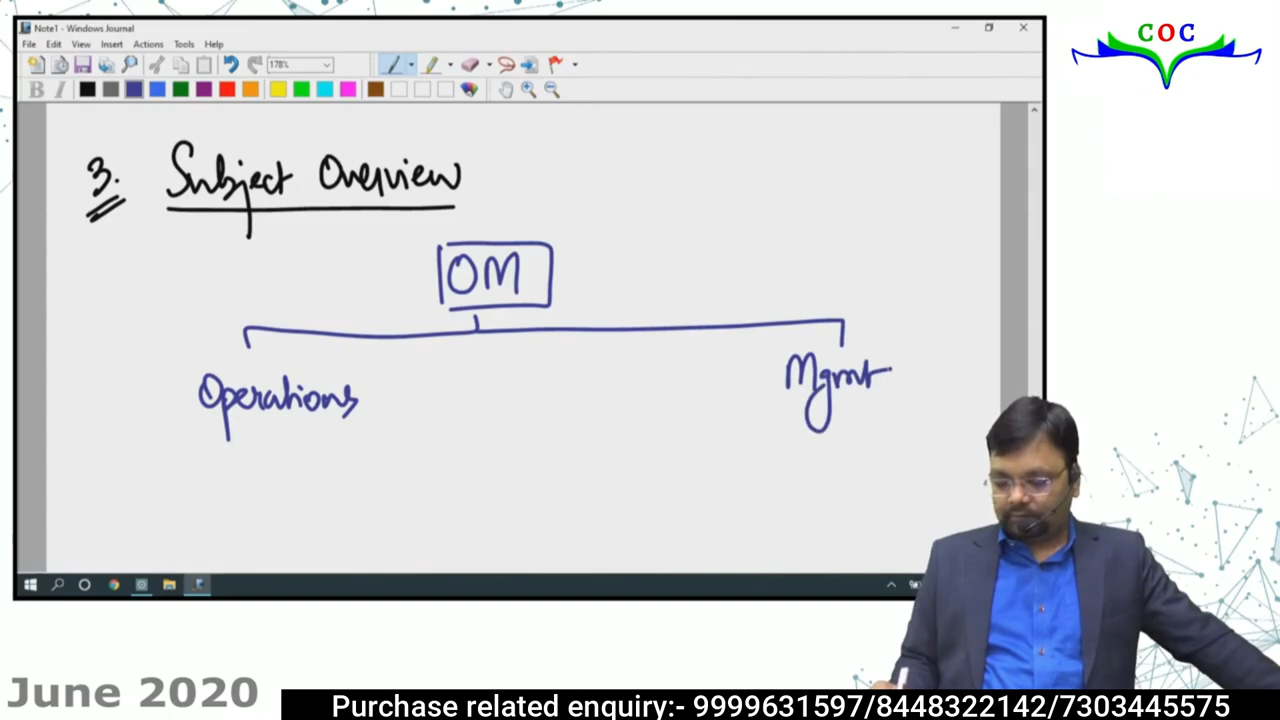 COC
Note1 - Windows Journal
File Edit View Insert Actions Tools Help
178%
B I
3. Subject Overview
OM
Operations Mgmt
June 2020
Purchase related enquiry:- 9999631597/8448322142/7303445575